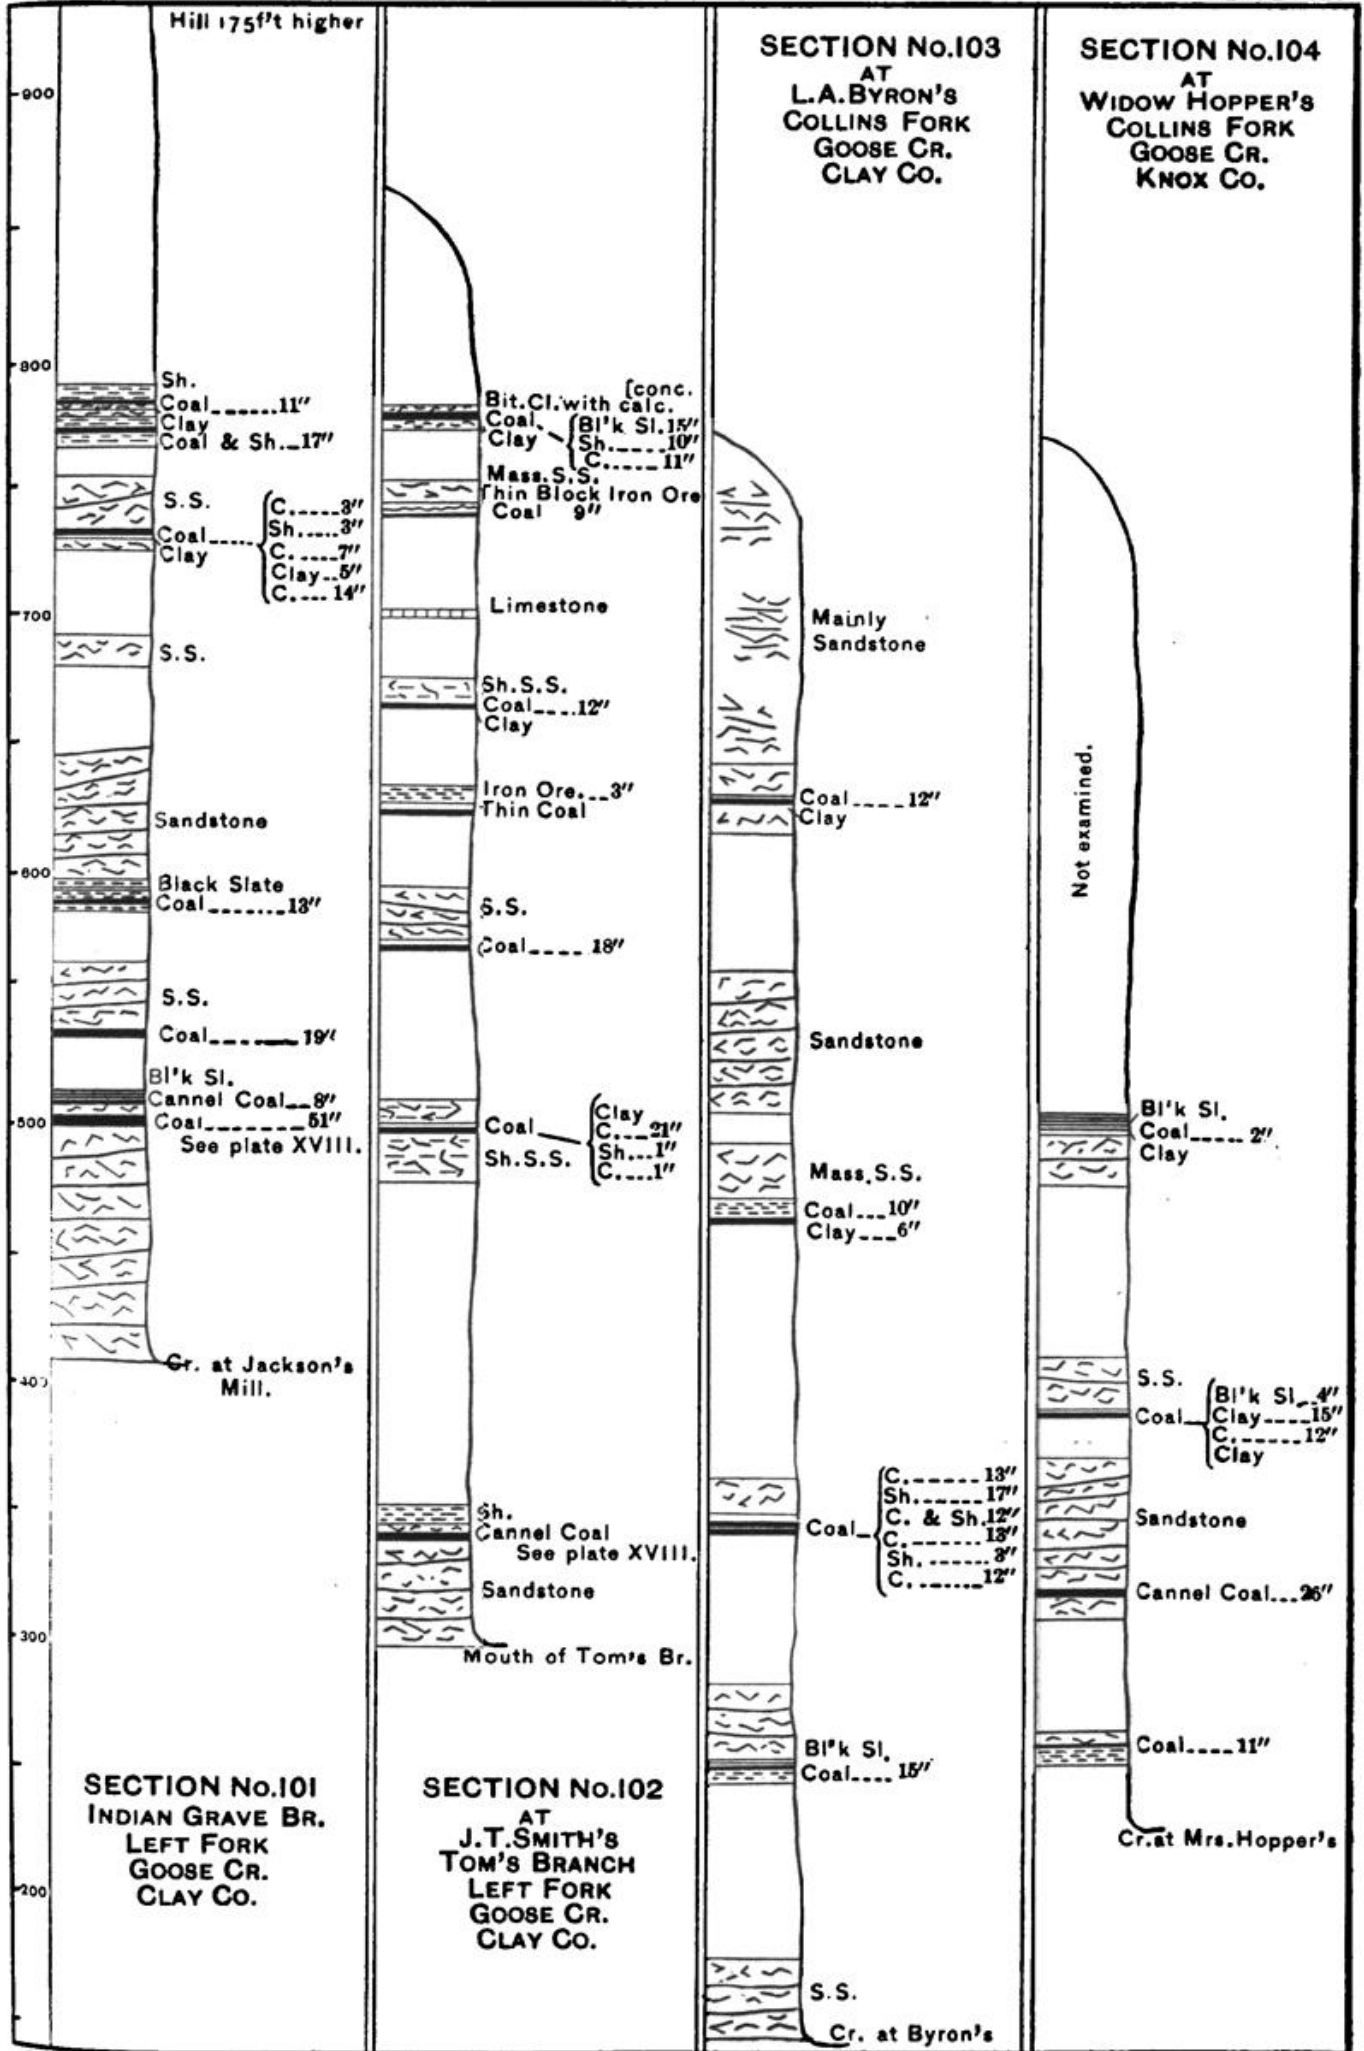 Hill 175f't higher
900
800
700
600
500
400
300
200
Sh.
Coal 11"
Clay
Coal & Sh. 17"
S.S.
Coal
Clay
C. 3"
Sh. 3"
C. 7"
Clay 5"
C. 14"
S.S.
Sandstone
Black Slate
Coal 13"
S.S.
Coal 19"
Bl'k Sl.
Cannel Coal 8"
Coal 51"
See plate XVIII.
Cr. at Jackson's
Mill.
SECTION No.101
INDIAN GRAVE BR.
LEFT FORK
GOOSE CR.
CLAY CO.
[conc.
Bit.Cl.with calc.
Coal
Clay
Bl'k Sl. 15"
Sh. 10"
C. 11"
Mass. S.S.
Thin Block Iron Ore
Coal 9"
Limestone
Sh.S.S.
Coal 12"
Clay
Iron Ore 3"
Thin Coal
S.S.
Coal 18"
Coal
Clay
C. 21"
Sh. 1"
C. 1"
Sh.S.S.
Sh.
Cannel Coal
See plate XVIII.
Sandstone
Mouth of Tom's Br.
SECTION No.102
AT
J.T.SMITH'S
TOM'S BRANCH
LEFT FORK
GOOSE CR.
CLAY CO.
SECTION No.103
AT
L.A.BYRON'S
COLLINS FORK
GOOSE CR.
CLAY CO.
Mainly
Sandstone
Coal 12"
Clay
Sandstone
Mass. S.S.
Coal 10"
Clay 6"
Coal
C. 13"
Sh. 17"
C. & Sh. 12"
C. 13"
Sh. 3"
C. 12"
Bl'k Sl.
Coal 15"
S.S.
Cr. at Byron's
SECTION No.104
AT
WIDOW HOPPER'S
COLLINS FORK
GOOSE CR.
KNOX CO.
Not examined.
Bl'k Sl.
Coal 2"
Clay
S.S.
Coal
Bl'k Sl. 4"
Clay 15"
C. 12"
Clay
Sandstone
Cannel Coal 26"
Coal 11"
Cr.at Mrs.Hopper's